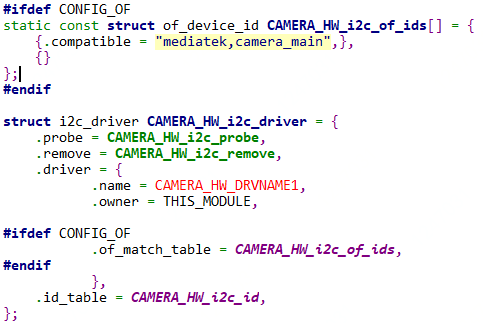 #ifdef CONFIG_OF
static const struct of_device_id CAMERA_HW_i2c_of_ids[] = {
    {.compatible = "mediatek,camera_main",},
    {}
};
#endif

struct i2c_driver CAMERA_HW_i2c_driver = {
    .probe = CAMERA_HW_i2c_probe,
    .remove = CAMERA_HW_i2c_remove,
    .driver = {
           .name = CAMERA_HW_DRVNAME1,
           .owner = THIS_MODULE,

#ifdef CONFIG_OF
           .of_match_table = CAMERA_HW_i2c_of_ids,
#endif
           },
    .id_table = CAMERA_HW_i2c_id,
};